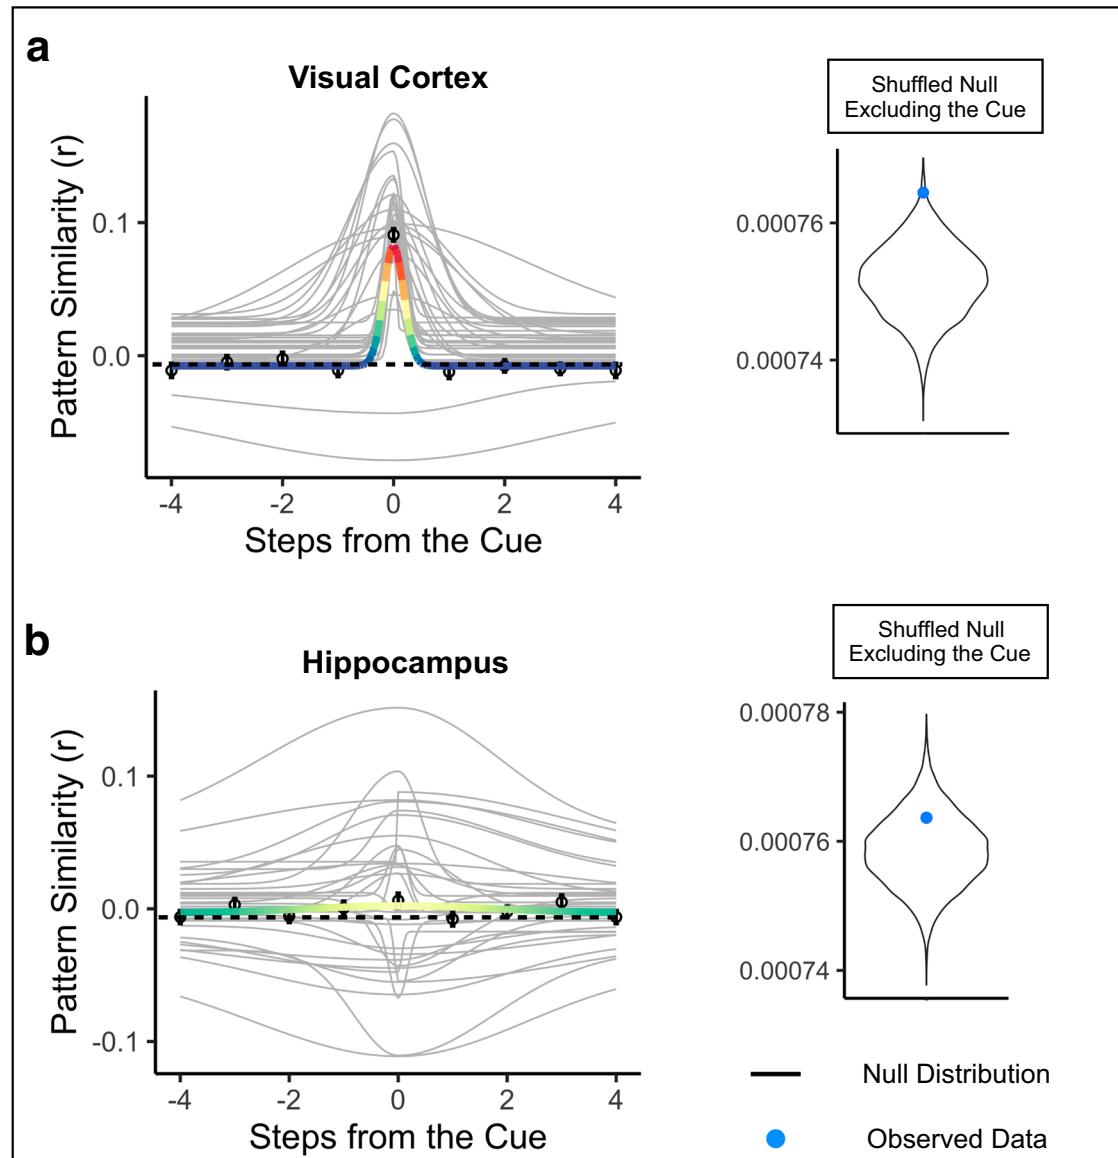 a
Visual Cortex
Pattern Similarity (r)
0.1
0.0
-4 -2 0 2 4
Steps from the Cue
Shuffled Null
Excluding the Cue
0.00076
0.00074
b
Hippocampus
Pattern Similarity (r)
0.1
0.0
-0.1
-4 -2 0 2 4
Steps from the Cue
Shuffled Null
Excluding the Cue
0.00078
0.00076
0.00074
Null Distribution
Observed Data